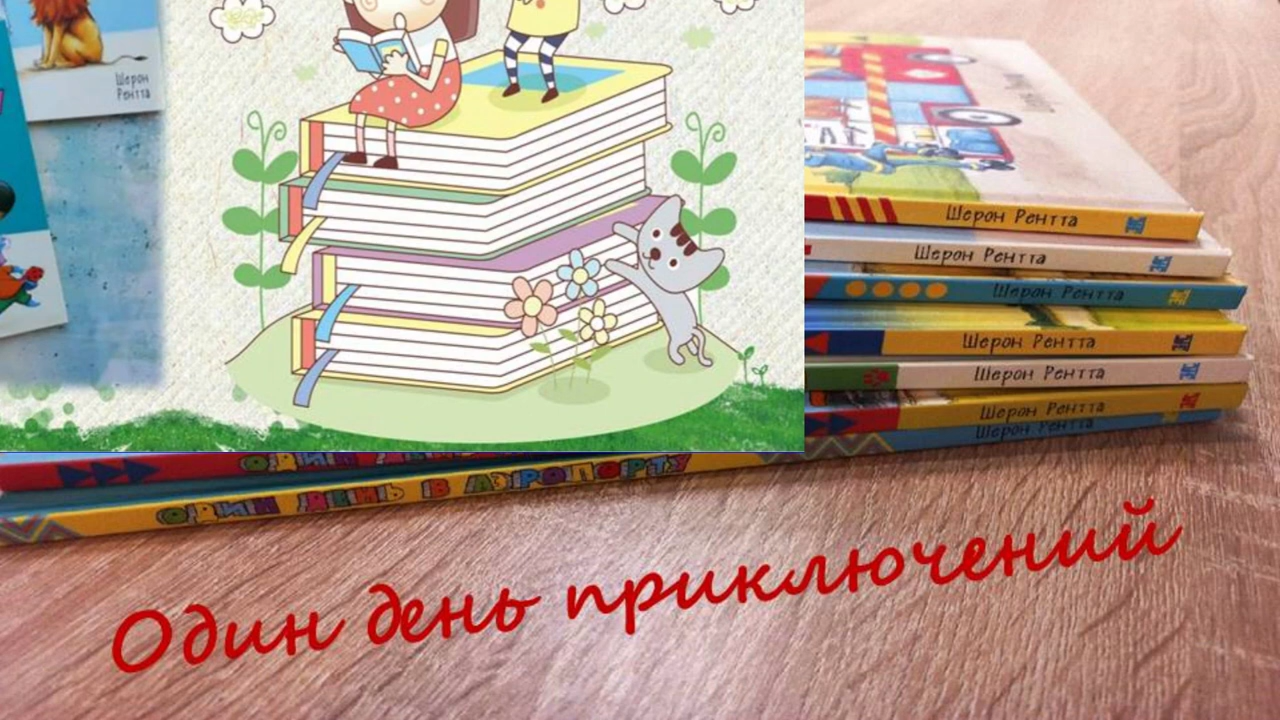 Шерон
Рентта
Шерон Рентта
Шерон Рентта
Шерон Рентта
Шерон Рентта
Шерон Рентта
Шерон Рентта
Шерон Рентта
ОДИН ДЕНЬ В АЭРОПОРТУ
Один день приключений